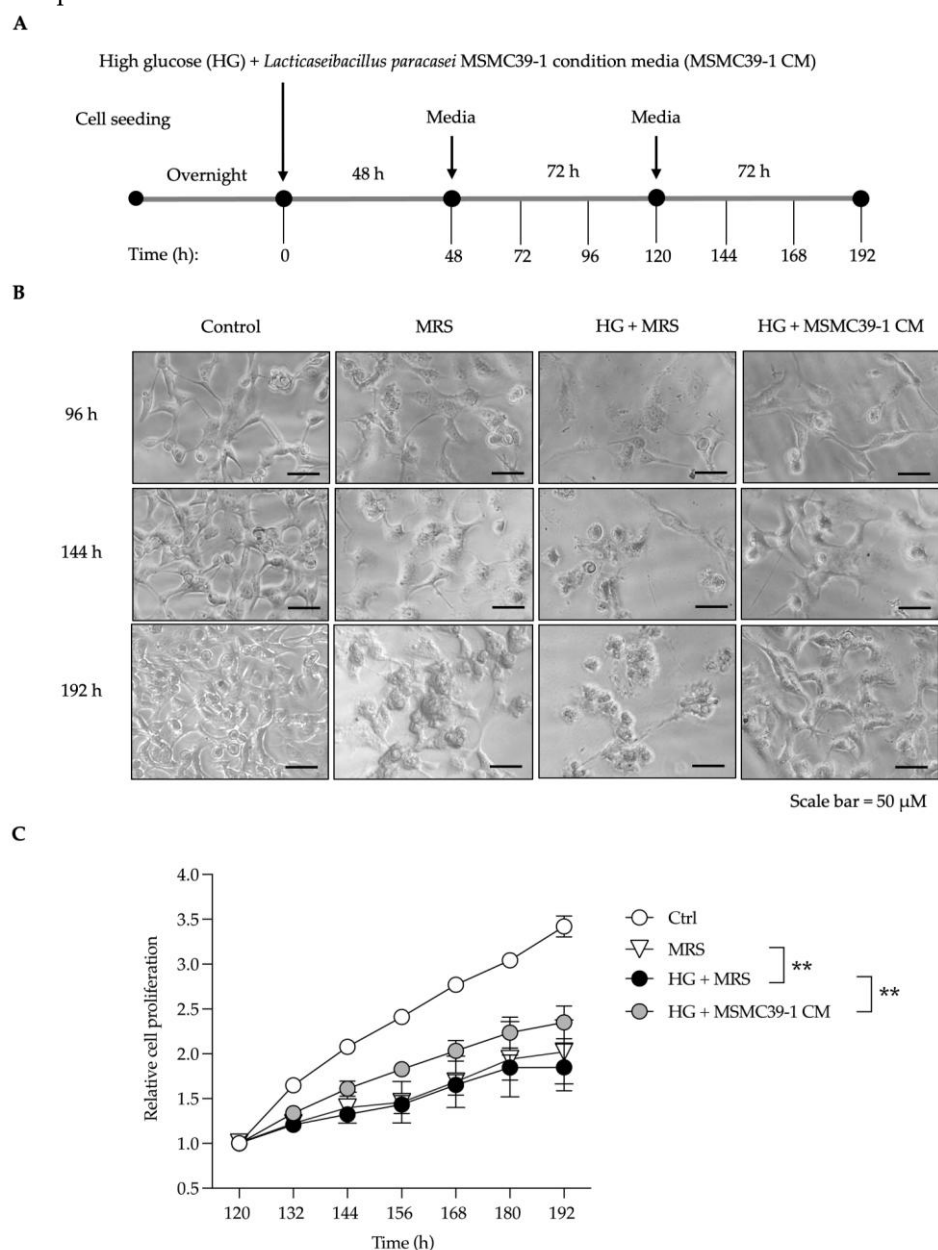 A
High glucose (HG) + Lacticaseibacillus paracasei MSMC39-1 condition media (MSMC39-1 CM)
Cell seeding
Media
Media
Overnight
48 h
72 h
72 h
Time (h):
0
48
72
96
120
144
168
192
B
Control
MRS
HG + MRS
HG + MSMC39-1 CM
96 h
144 h
192 h
Scale bar = 50 µM
C
Relative cell proliferation
4.0
3.5
3.0
2.5
2.0
1.5
1.0
0.5
120
132
144
156
168
180
192
Time (h)
Ctrl
MRS
HG + MRS
HG + MSMC39-1 CM
**
**